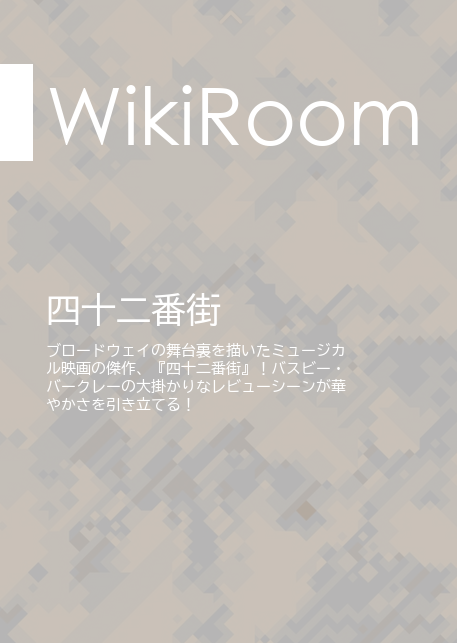 WikiRoom
四十二番街
ブロードウェイの舞台裏を描いたミュージカ
ル映画の傑作、『四十二番街』！バスビー・
バークレーの大掛かりなレビューシーンが華
やかさを引き立てる！